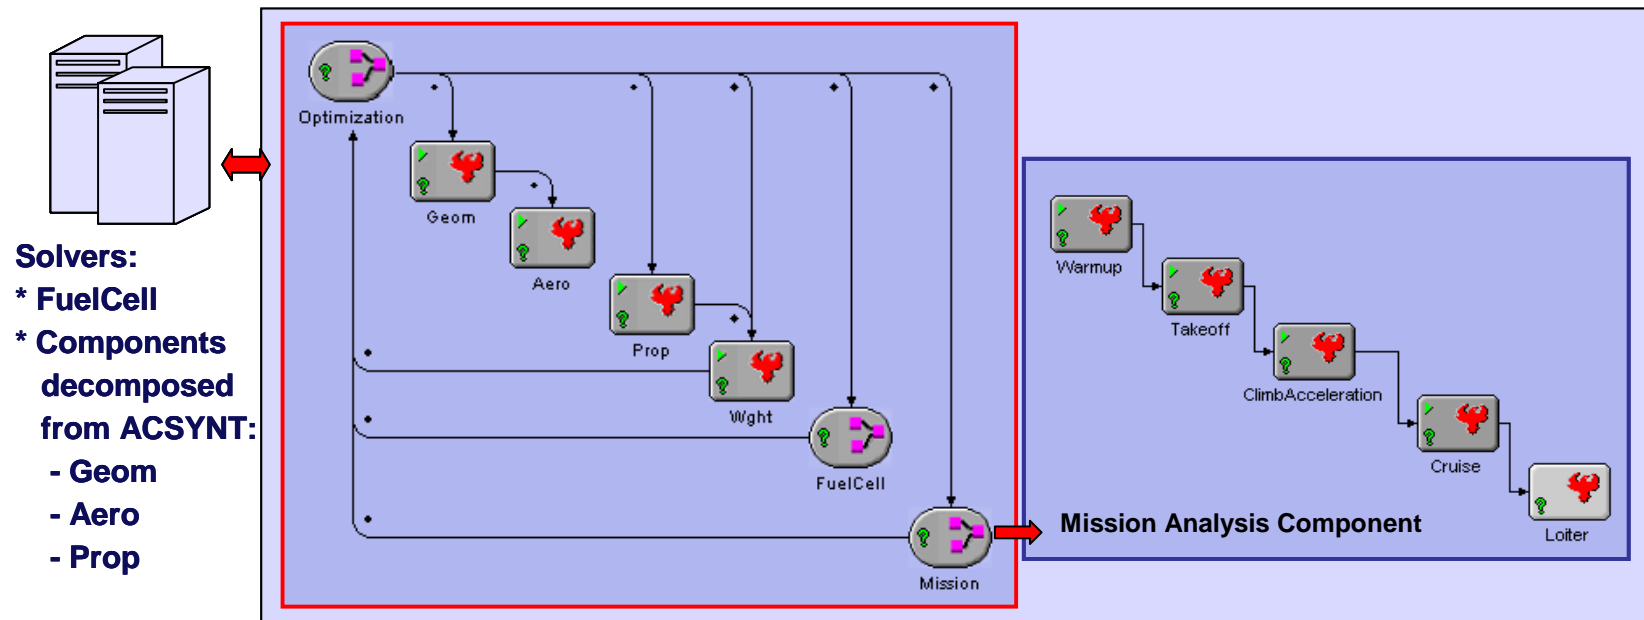 Solvers:
* FuelCell
* Components
decomposed
from ACSYNT:
- Geom
- Aero
- Prop
Optimization
Geom
Aero
Prop
Wght
FuelCell
Mission
Mission Analysis Component
Warmup
Takeoff
ClimbAcceleration
Cruise
Loiter